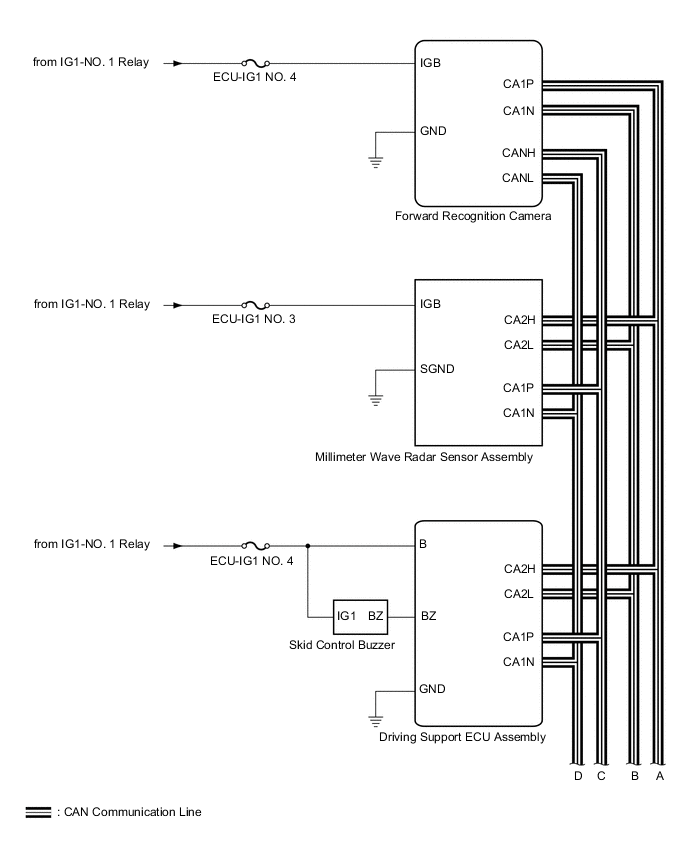 from IG1-NO. 1 Relay
ECU-IG1 NO. 4
IGB
GND
CA1P
CA1N
CANH
CANL
Forward Recognition Camera
from IG1-NO. 1 Relay
ECU-IG1 NO. 3
IGB
SGND
CA2H
CA2L
CA1P
CA1N
Millimeter Wave Radar Sensor Assembly
from IG1-NO. 1 Relay
ECU-IG1 NO. 4
B
IG1 BZ
Skid Control Buzzer
BZ
GND
CA2H
CA2L
CA1P
CA1N
Driving Support ECU Assembly
D C B A
: CAN Communication Line